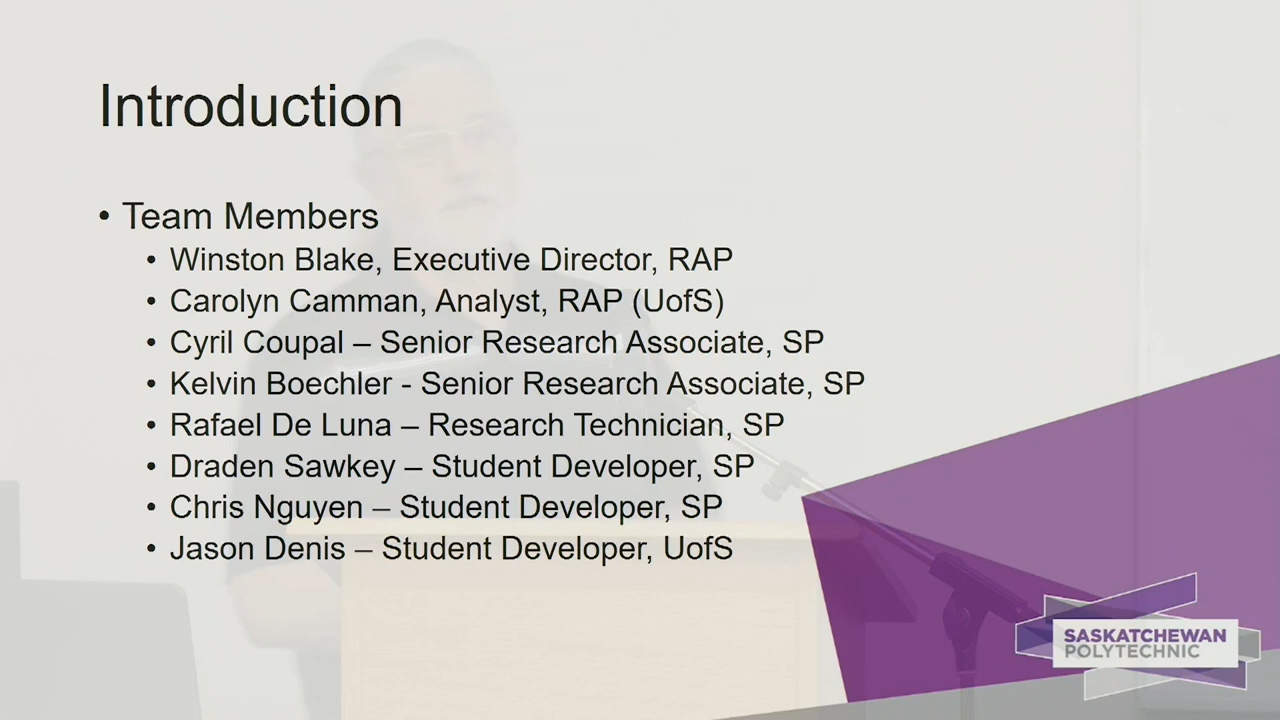 Introduction
• Team Members
• Winston Blake, Executive Director, RAP
• Carolyn Camman, Analyst, RAP (UofS)
• Cyril Coupal – Senior Research Associate, SP
• Kelvin Boechler - Senior Research Associate, SP
• Rafael De Luna – Research Technician, SP
• Draden Sawkey – Student Developer, SP
• Chris Nguyen – Student Developer, SP
• Jason Denis – Student Developer, UofS
SASKATCHEWAN
POLYTECHNIC